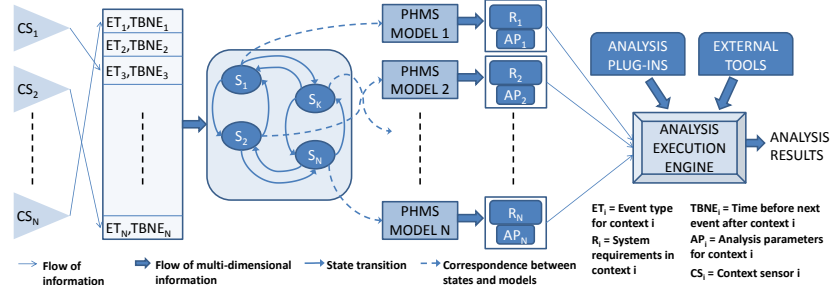 CS1
CS2
CSN
ET1,TBNE1
ET2,TBNE2
ET3,TBNE3
ETN,TBNEN
S1
SK
S2
SN
PHMS
MODEL 1
PHMS
MODEL 2
PHMS
MODEL N
R1
AP1
R2
AP2
RN
APN
ANALYSIS
PLUG-INS
EXTERNAL
TOOLS
ANALYSIS
EXECUTION
ENGINE
ANALYSIS
RESULTS
ETi = Event type
for context i
Ri = System
requirements in
context i
TBNEi = Time before next
event after context i
APi = Analysis parameters
for context i
CSi = Context sensor i
Flow of
information
Flow of multi-dimensional
information
State transition
Correspondence between
states and models